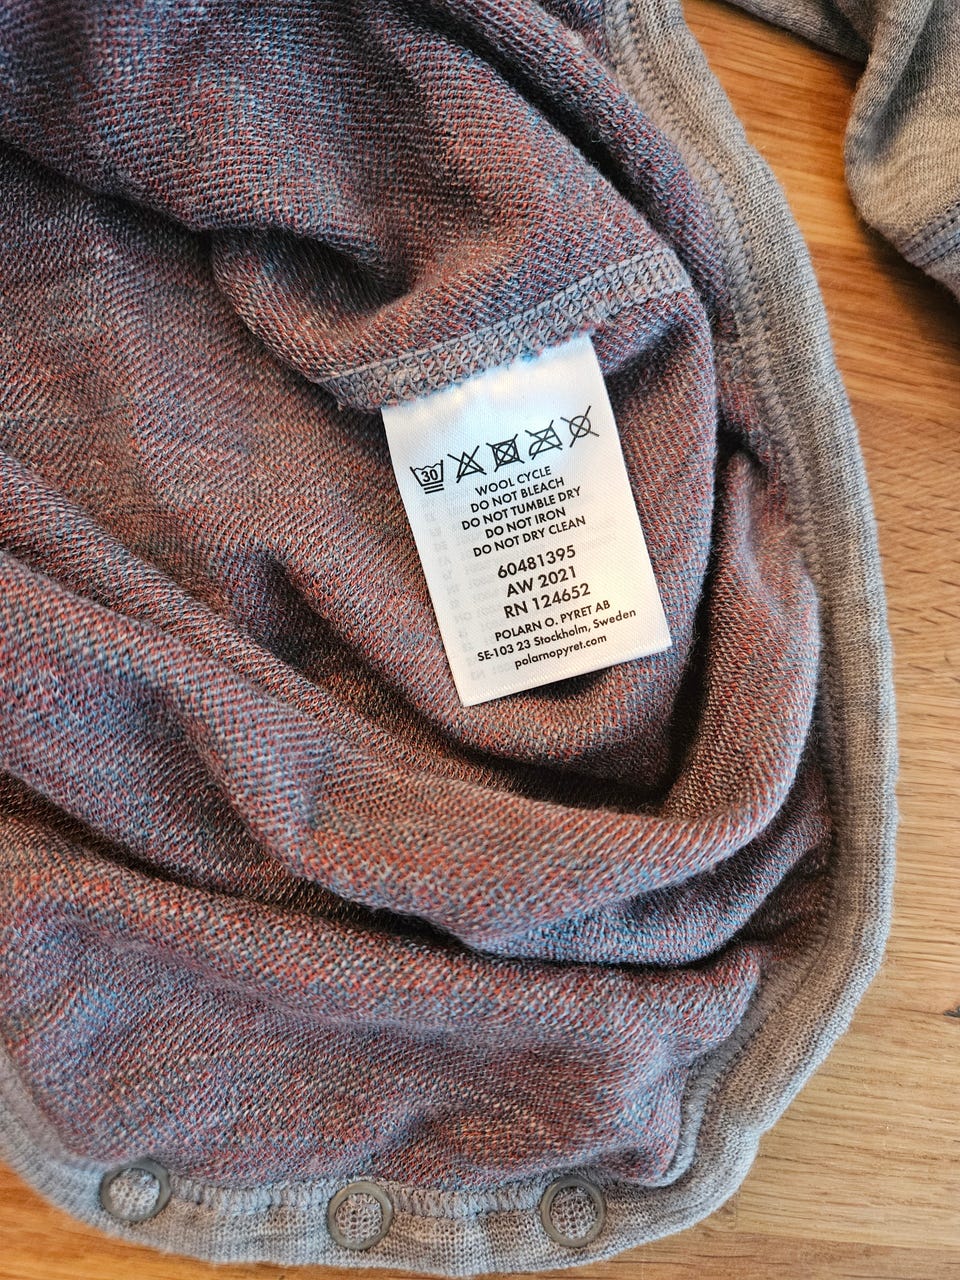 30
WOOL CYCLE
DO NOT BLEACH
DO NOT TUMBLE DRY
DO NOT IRON
DO NOT DRY CLEAN
60481395
AW 2021
RN 124652
POLARN O. PYRET AB
SE-103 23 Stockholm, Sweden
polarnopyret.com